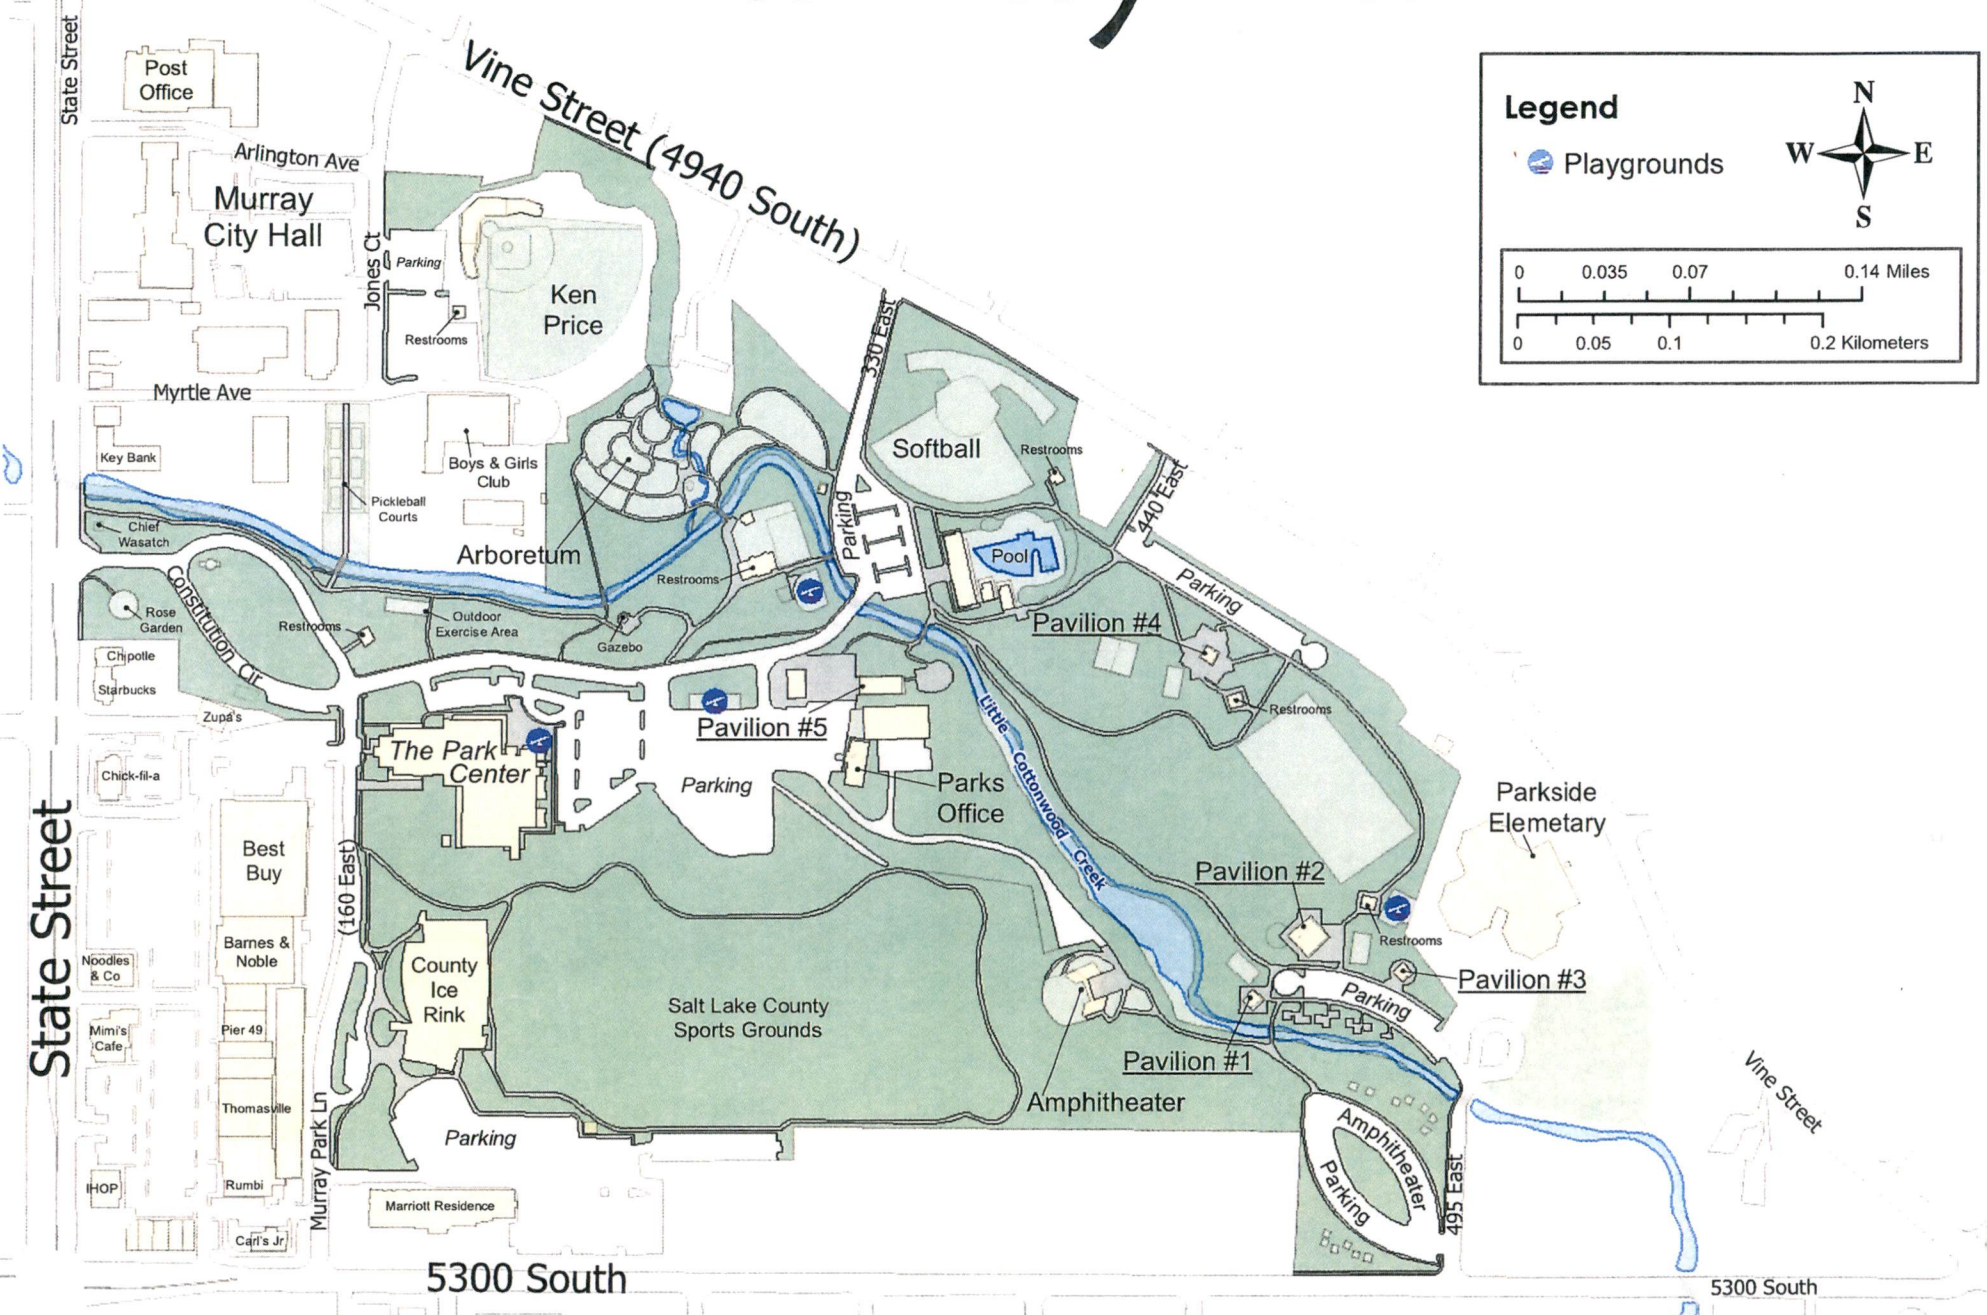 State Street
Post
Office
Arlington Ave
Murray
City Hall
Jones Ct
Parking
Restrooms
Ken
Price
Vine Street (4940 South)
Legend
Playgrounds
N
W
E
S
0
0.035
0.07
0.14 Miles
0
0.05
0.1
0.2 Kilometers
Myrtle Ave
330 East
Softball
Restrooms
440 East
Key Bank
Boys & Girls
Club
Pickleball
Courts
Chief
Wasatch
Arboretum
Restrooms
Parking
Pool
Parking
Constitution Cir
Rose
Garden
Restrooms
Outdoor
Exercise Area
Gazebo
Pavilion #4
Restrooms
Chipotle
Starbucks
Zupa's
Pavilion #5
Little Cottonwood Creek
The Park
Center
Parking
Parks
Office
Chick-fil-a
Parkside
Elemetary
State Street
Best
Buy
(160 East)
Pavilion #2
Restrooms
Pavilion #3
Barnes &
Noble
Noodles
& Co
County
Ice
Rink
Salt Lake County
Sports Grounds
Parking
Mimi's
Cafe
Pier 49
Pavilion #1
Amphitheater
Vine Street
Thomasville
Murray Park Ln
Parking
Amphitheater
Parking
495 East
IHOP
Rumbi
Marriott Residence
Carl's Jr
5300 South
5300 South